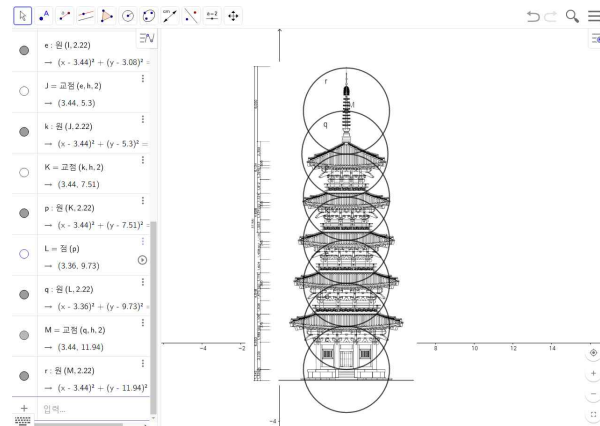 A
a=2
e : 원 (I, 2.22)
→ (x - 3.44)² + (y - 3.08)² =
J = 교점 (e, h, 2)
→ (3.44, 5.3)
k : 원 (J, 2.22)
→ (x - 3.44)² + (y - 5.3)² =
K = 교점 (k, h, 2)
→ (3.44, 7.51)
p : 원 (K, 2.22)
→ (x - 3.44)² + (y - 7.51)² =
L = 점 (p)
→ (3.36, 9.73)
q : 원 (L, 2.22)
→ (x - 3.36)² + (y - 9.73)² =
M = 교점 (q, h, 2)
→ (3.44, 11.94)
r : 원 (M, 2.22)
→ (x - 3.44)² + (y - 11.94)²
입력...
r
M
q
-4 -2 8 10 12 14
-4